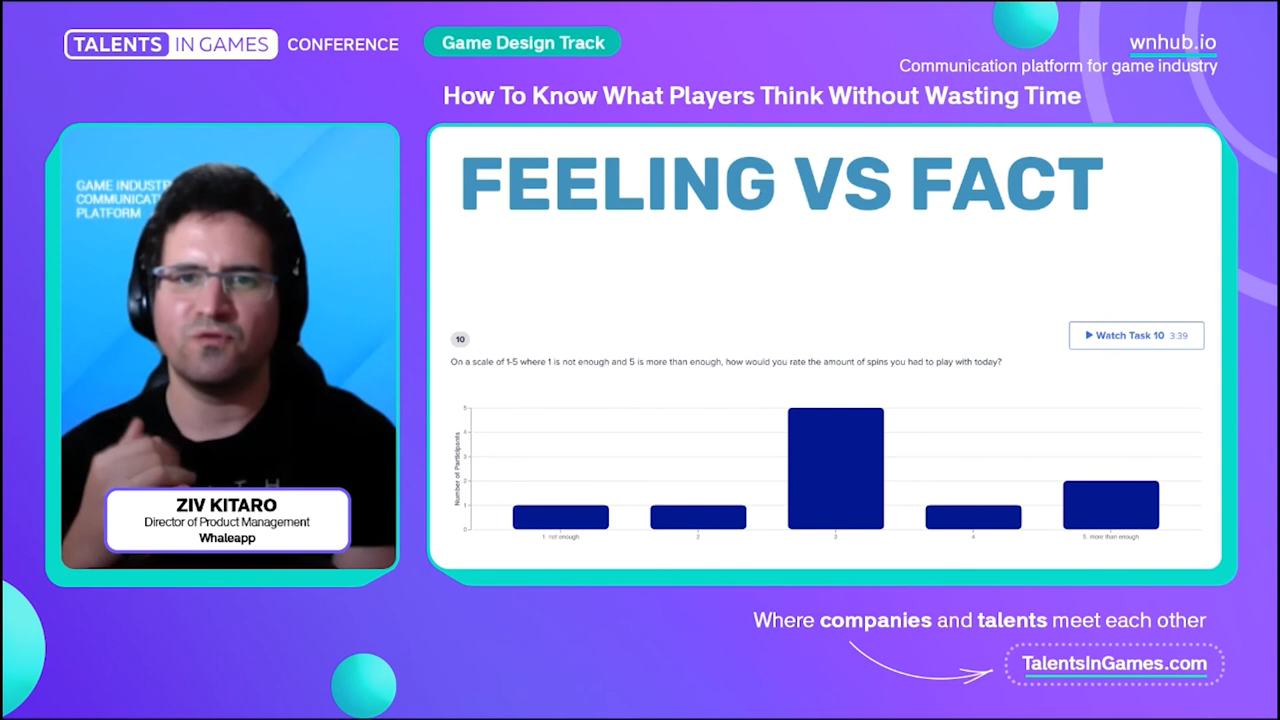 TALENTS IN GAMES CONFERENCE
Game Design Track
wnhub.io
Communication platform for game industry
How To Know What Players Think Without Wasting Time
GAME INDUSTR
COMMUNICAT
PLATFORM
ZIV KITARO
Director of Product Management
Whaleapp
FEELING VS FACT
10
Watch Task 10 3:39
On a scale of 1-5 where 1 is not enough and 5 is more than enough, how would you rate the amount of spins you had to play with today?
Number of Participants
5
4
3
2
1
0
1. not enough
2
3
4
5. more than enough
Where companies and talents meet each other
TalentsInGames.com